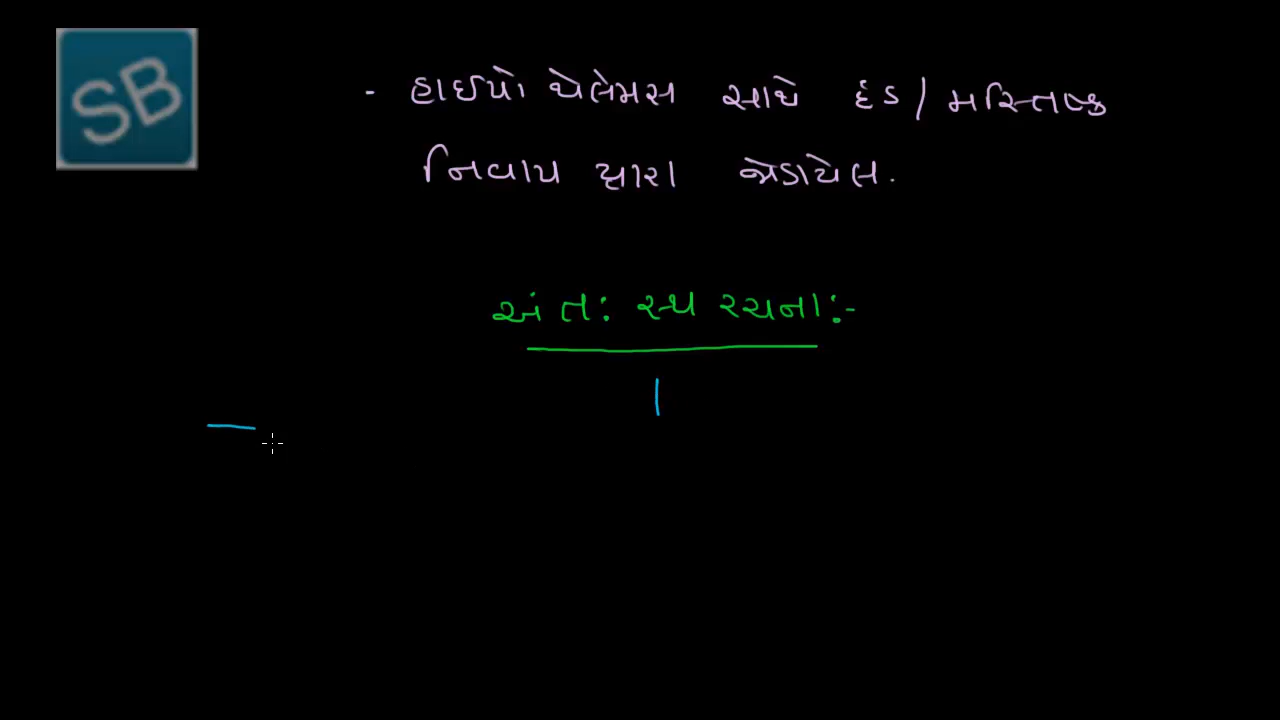 SB
- હાઈપોથેલેમસ સાથે દંડ / મસ્તિષ્ક
નિવાપ દ્વારા જોડાયેલ.
અંત: સ્થ રચના:-